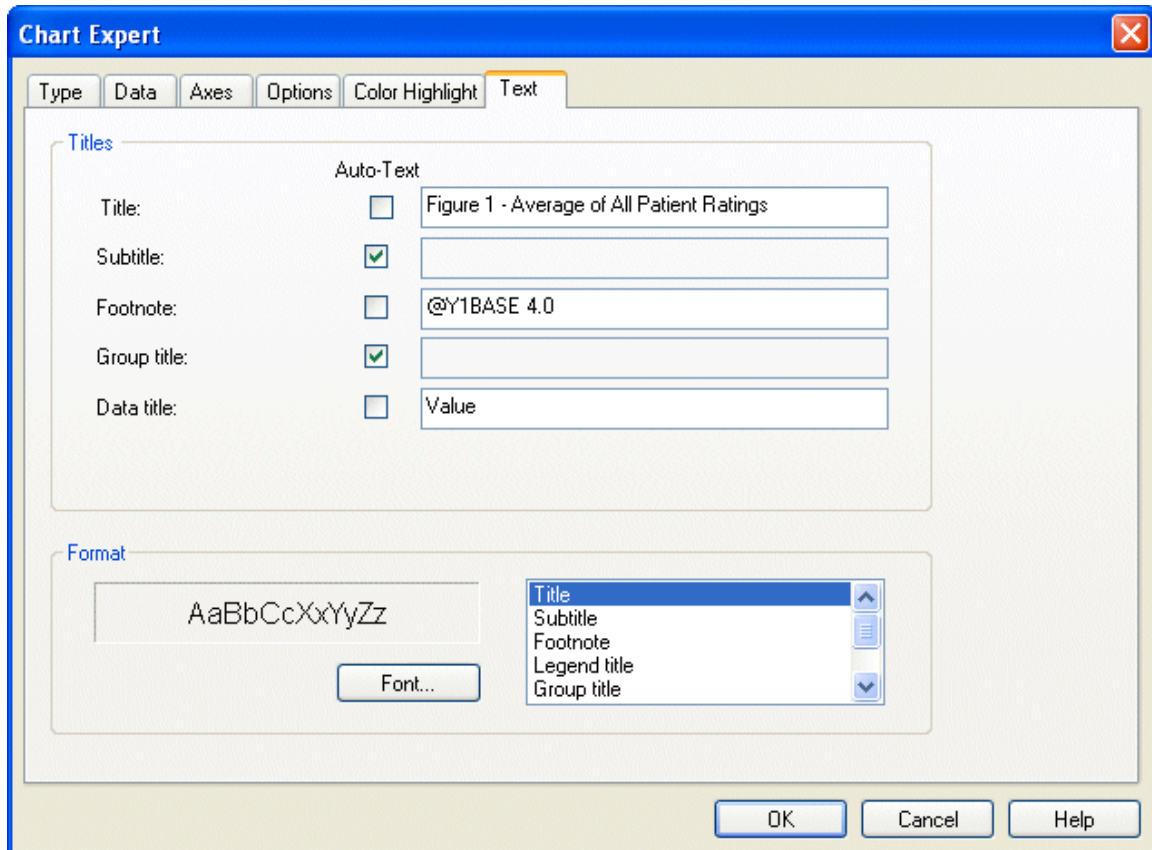 Chart Expert
Type Data Axes Options Color Highlight Text
Titles
Auto-Text
Title: Figure 1 - Average of All Patient Ratings
Subtitle:
Footnote: @Y1BASE 4.0
Group title:
Data title: Value
Format
AaBbCcXxYyZz
Font...
Title
Subtitle
Footnote
Legend title
Group title
OK Cancel Help